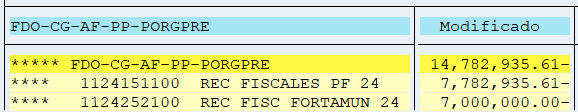 FDO-CG-AF-PP-PORGPRE Modificado
***** FDO-CG-AF-PP-PORGPRE 14,782,935.61-
**** 1124151100 REC FISCALES PF 24 7,782,935.61-
**** 1124252100 REC FISC FORTAMUN 24 7,000,000.00-